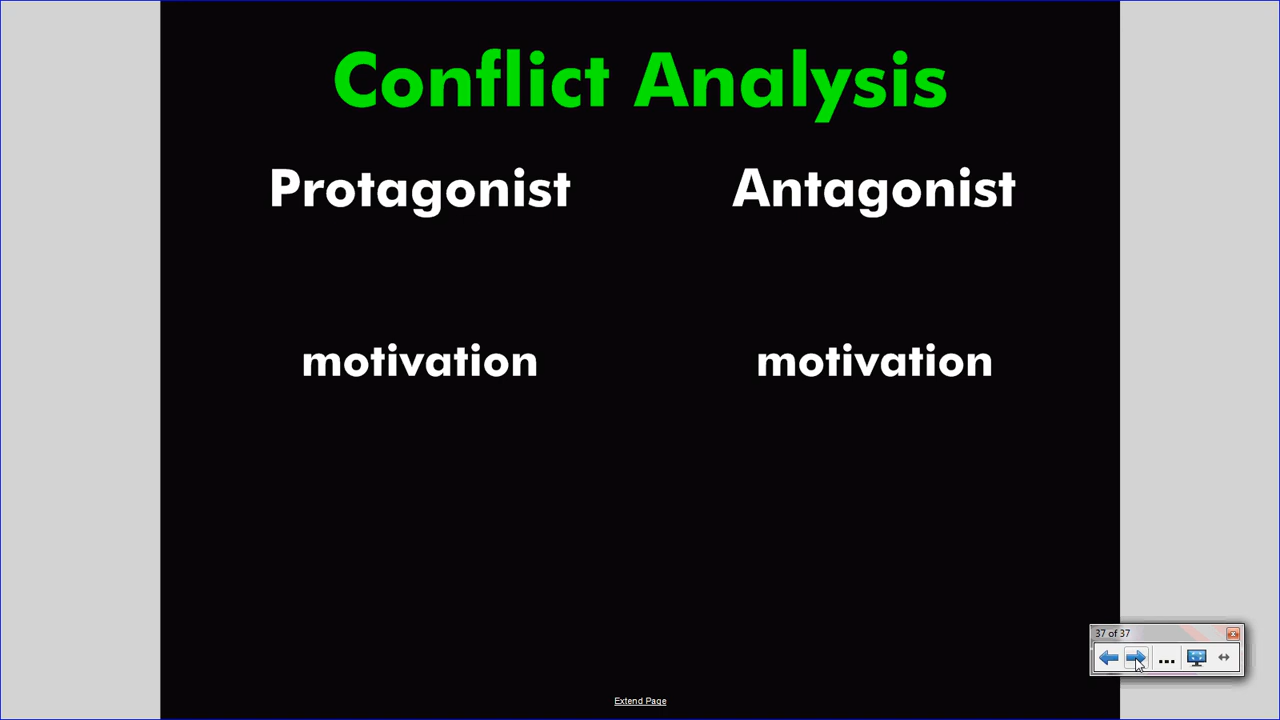 Conflict Analysis
Protagonist Antagonist
motivation motivation
37 of 37
...
Extend Page